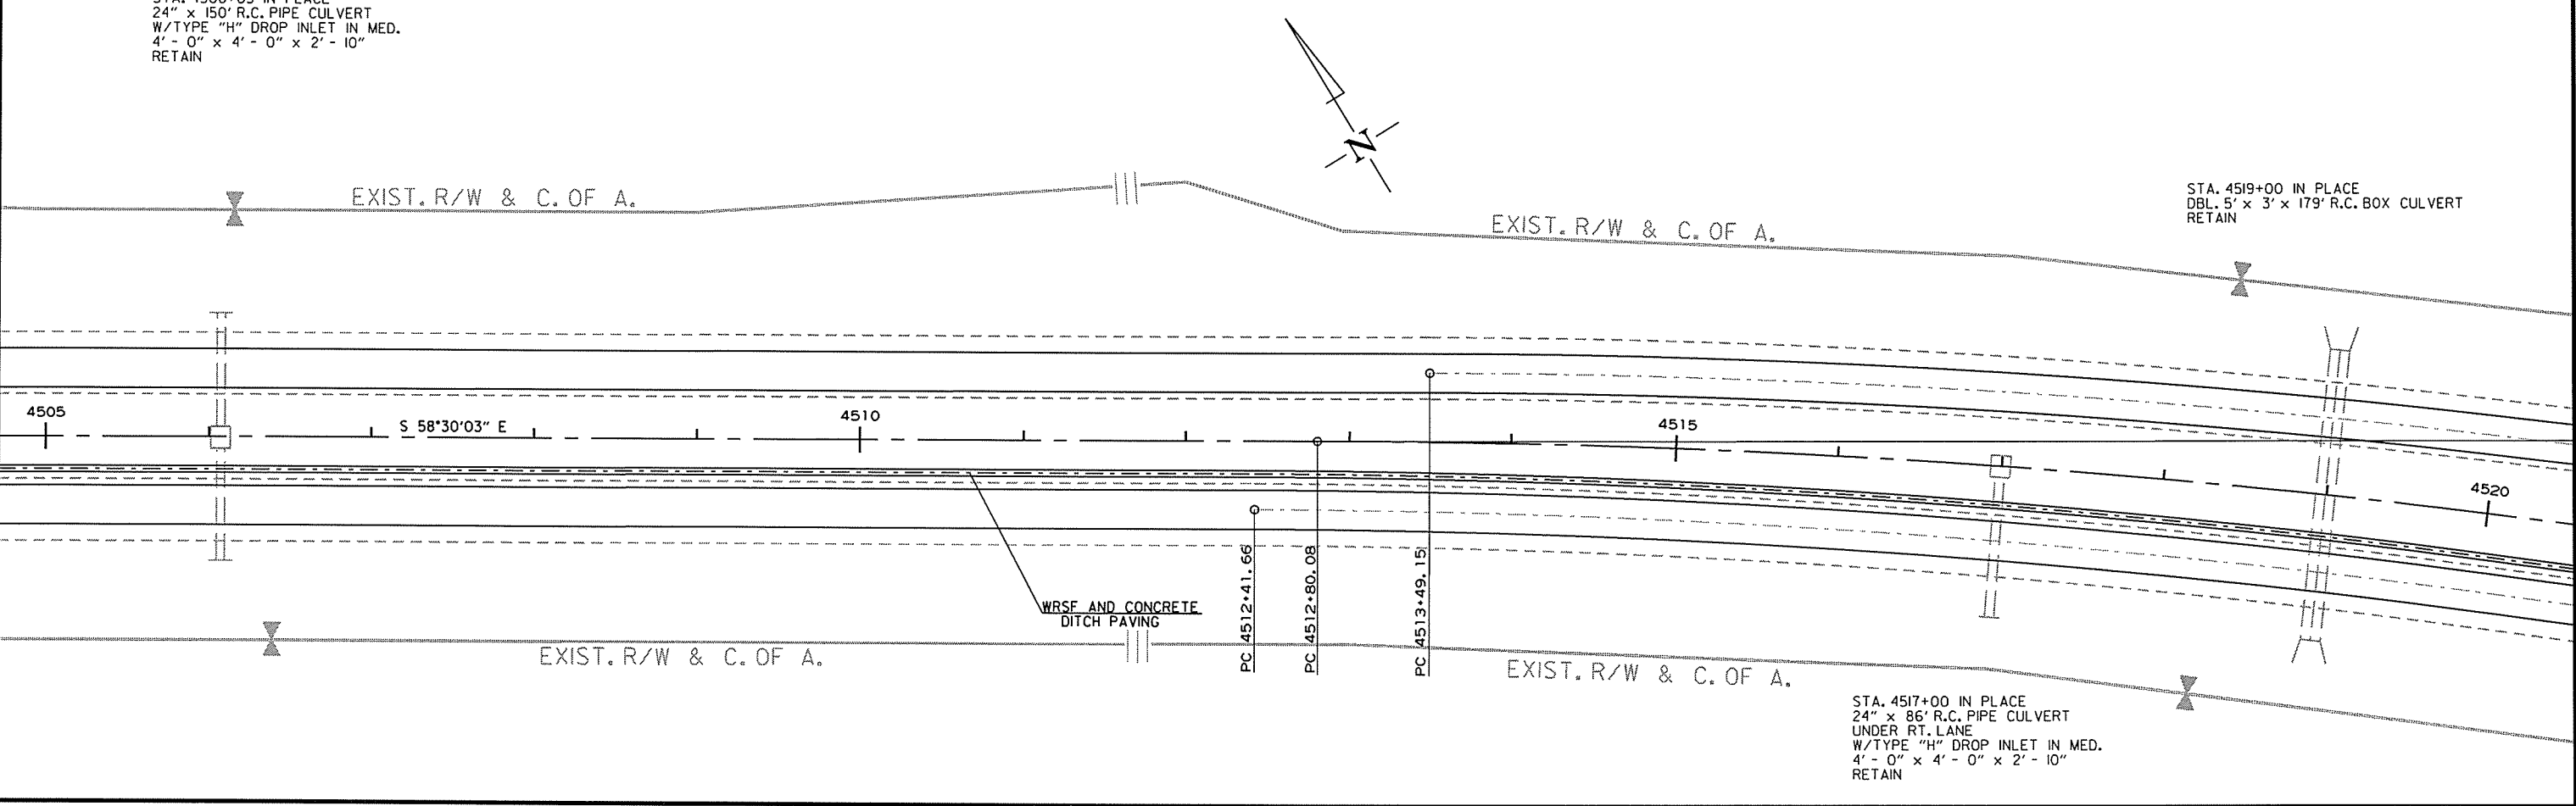 24" x 150' R.C. PIPE CULVERT
W/TYPE "H" DROP INLET IN MED.
4' - 0" x 4' - 0" x 2' - 10"
RETAIN
N
EXIST. R/W & C. OF A.
EXIST. R/W & C. OF A.
STA. 4519+00 IN PLACE
DBL. 5' x 3' x 179' R.C. BOX CULVERT
RETAIN
4505
S 58°30'03" E
4510
4515
4520
WRSF AND CONCRETE
DITCH PAVING
PC 4512+41.66
PC 4512+80.08
PC 4513+49.15
EXIST. R/W & C. OF A.
EXIST. R/W & C. OF A.
STA. 4517+00 IN PLACE
24" x 86' R.C. PIPE CULVERT
UNDER RT. LANE
W/TYPE "H" DROP INLET IN MED.
4' - 0" x 4' - 0" x 2' - 10"
RETAIN